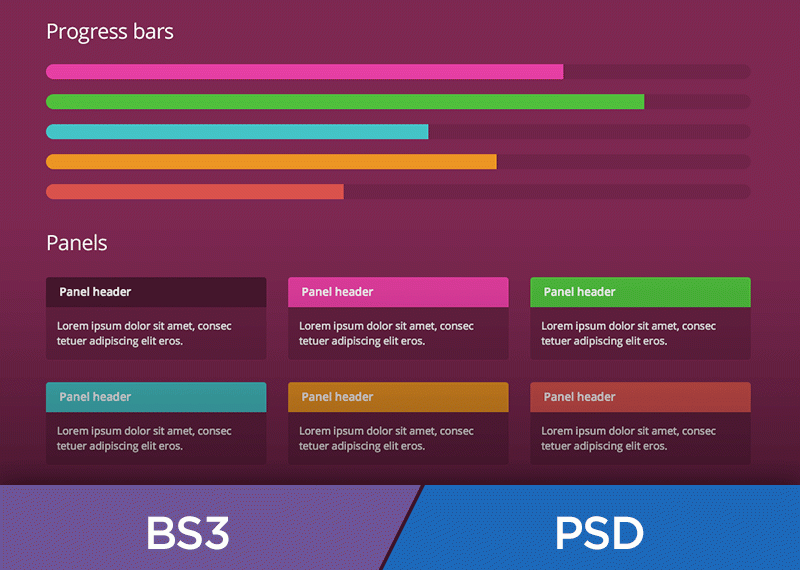 Progress bars
Panels
Panel header
Lorem ipsum dolor sit amet, consec
tetuer adipiscing elit eros.
Panel header
Lorem ipsum dolor sit amet, consec
tetuer adipiscing elit eros.
Panel header
Lorem ipsum dolor sit amet, consec
tetuer adipiscing elit eros.
Panel header
Lorem ipsum dolor sit amet, consec
tetuer adipiscing elit eros.
Panel header
Lorem ipsum dolor sit amet, consec
tetuer adipiscing elit eros.
Panel header
Lorem ipsum dolor sit amet, consec
tetuer adipiscing elit eros.
BS3
PSD